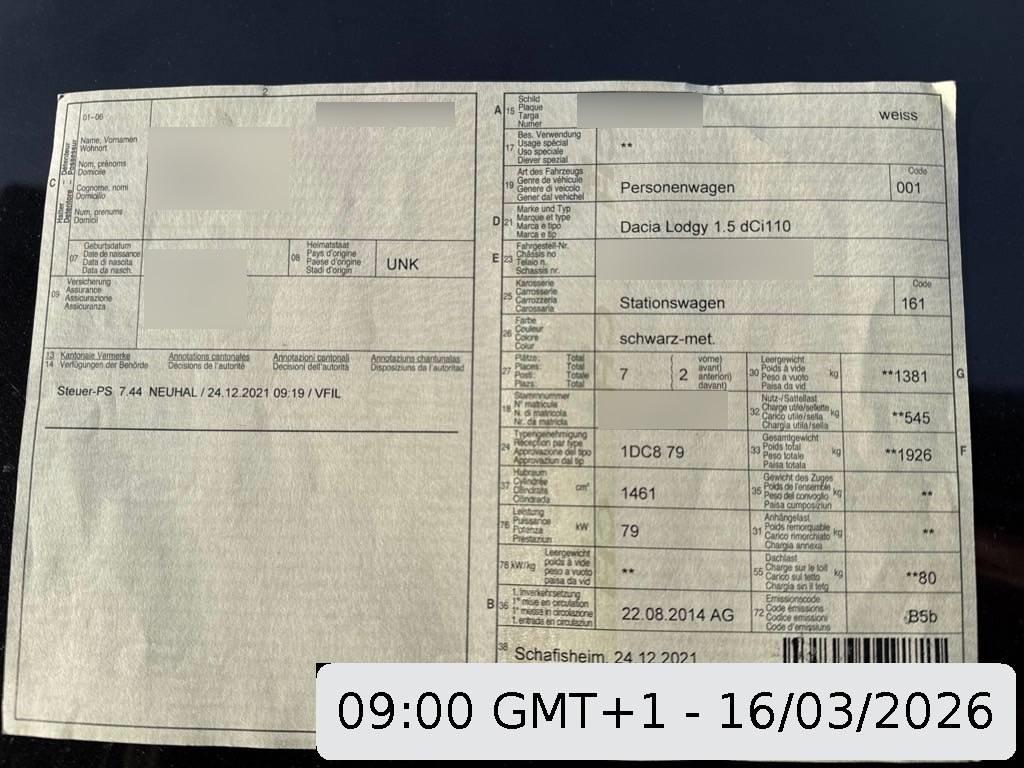 2
01-06
Halter
Détenteur
Detentore
Possessur
C
Name, Vornamen
Wohnort
Nom, prénoms
Domicile
Cognome, nomi
Domicilio
Num, prenums
Domicil
07
Geburtsdatum
Date de naissance
Data di nascita
Data da nasch.
08
Heimatstaat
Pays d'origine
Paese d'origine
Stadi d'origin
UNK
09
Versicherung
Assurance
Assicurazione
Assicuranza
13 Kantonale Vermerke Annotations cantonales Annotazioni cantonali Annotaziuns chantunalas
14 Verfügungen der Behörde Décisions de l'autorité Decisioni dell'autorità Disposiziuns da l'autoritad
Steuer-PS 7.44 NEUHAL / 24.12.2021 09:19 / VFIL
3
A 15
Schild
Plaque
Targa
Numer
weiss
17
Bes. Verwendung
Usage spécial
Uso speciale
Diever spezial
**
19
Art des Fahrzeugs
Genre de véhicule
Genere di veicolo
Gener dal vehichel
Personenwagen
Code
001
D 21
Marke und Typ
Marque et type
Marca e tipo
Marca e tip
Dacia Lodgy 1.5 dCi110
E 23
Fahrgestell-Nr.
Châssis no
Telaio n.
Schassis nr.
25
Karosserie
Carrosserie
Carrozzeria
Carossaria
Stationswagen
Code
161
26
Farbe
Couleur
Colore
Colur
schwarz-met.
27
Plätze: Total
Places: Total
Posti: Totale
Plazs: Total
7
vorne)
avant)
anteriori)
davant)
2
30
Leergewicht
Poids à vide
Peso a vuoto
Paisa da vid
kg
**1381
G
18
Stammnummer
N° matricule
N. di matricola
Nr. da matricla
32
Nutz-/Sattellast
Charge utile/sellette
Carico utile/sella
Chargia utila/sella
kg
**545
24
Typengenehmigung
Réception par type
Approvazione del tipo
Approvaziun dal tip
1DC8 79
33
Gesamtgewicht
Poids total
Peso totale
Paisa totala
kg
**1926
F
37
Hubraum
Cylindrée
Cilindrata
Cilindrada
cm³
1461
35
Gewicht des Zuges
Poids de l'ensemble
Peso del convoglio
Paisa cumposiziun
kg
**
76
Leistung
Puissance
Potenza
Prestaziun
kW
79
31
Anhängelast
Poids remorquable
Carico rimorchiato
Chargia annexa
kg
**
78 kW/kg
Leergewicht
poids à vide
peso a vuoto
paisa da vid
**
55
Dachlast
Charge sur le toit
Carico sul tetto
Chargia sin il tetg
kg
**80
B 36
1. Inverkehrsetzung
1re mise en circulation
1a messa in circolazione
1. entrada en circulaziun
22.08.2014 AG
72
Emissionscode
Code émissions
Codice emissioni
Code d'emissiuns
B5b
38
Schafisheim, 24.12.2021
09:00 GMT+1 - 16/03/2026